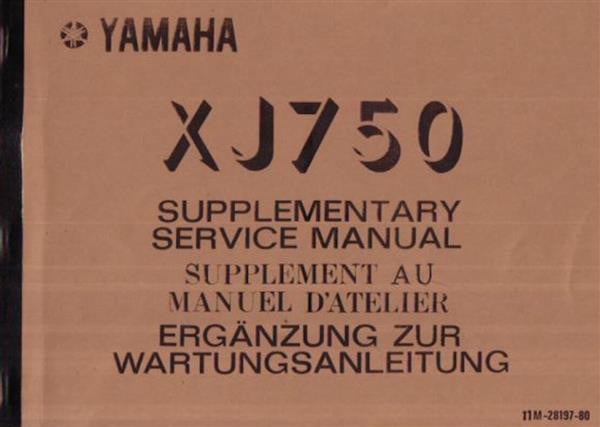 YAMAHA
XJ750
SUPPLEMENTARY
SERVICE MANUAL
SUPPLEMENT AU
MANUEL D'ATELIER
ERGÄNZUNG ZUR
WARTUNGSANLEITUNG
11M-28197-80